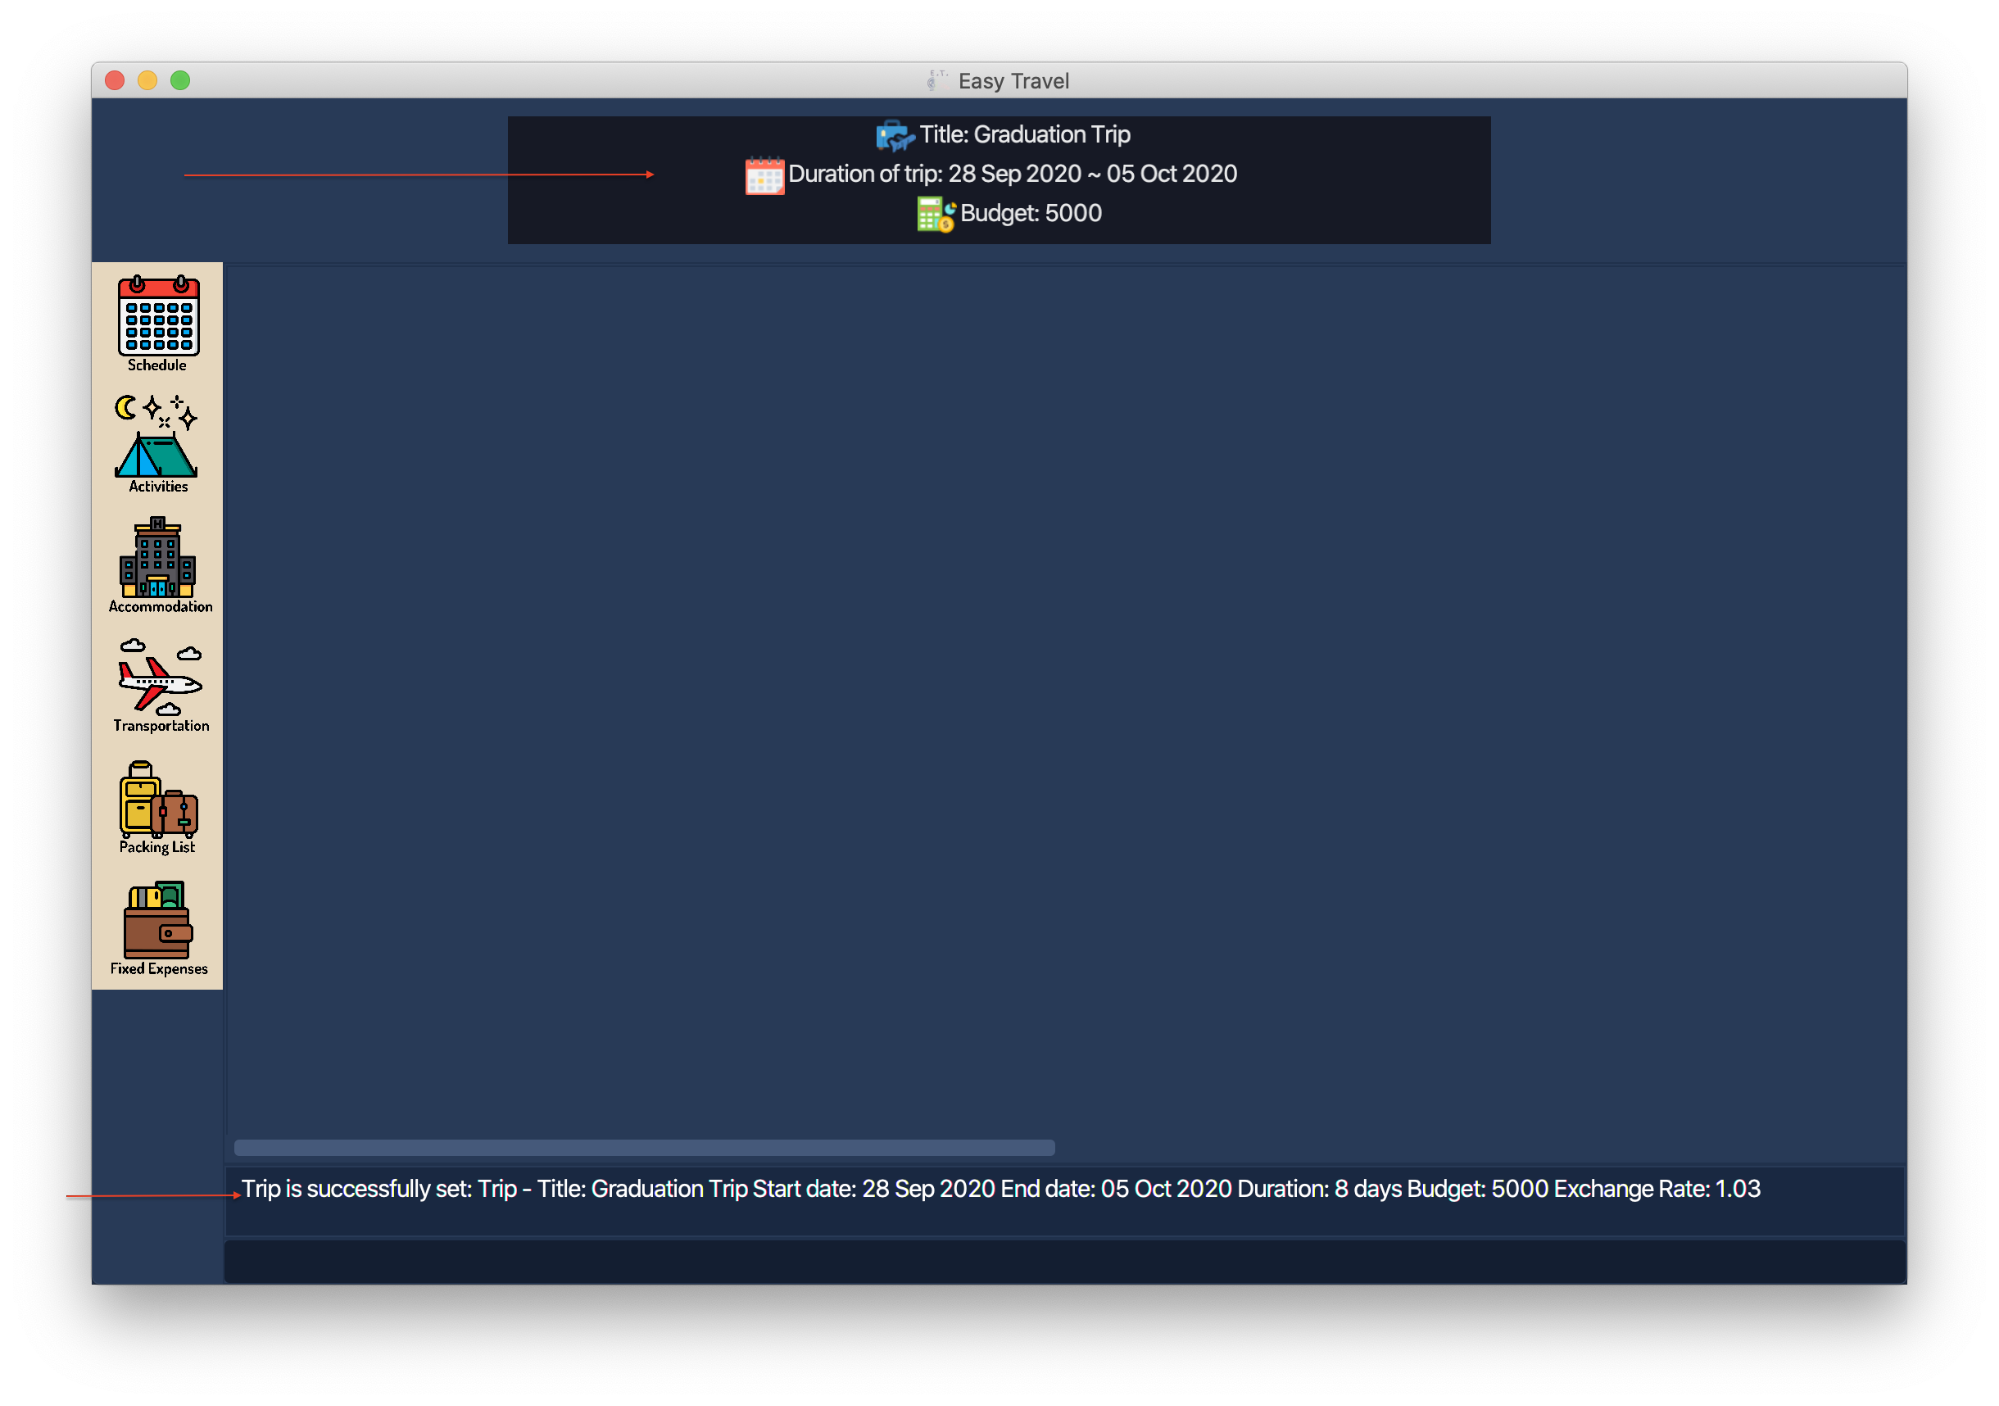 Easy Travel
Title: Graduation Trip
Duration of trip: 28 Sep 2020 ~ 05 Oct 2020
Budget: 5000
Schedule
Activities
Accommodation
Transportation
Packing List
Fixed Expenses
Trip is successfully set: Trip - Title: Graduation Trip Start date: 28 Sep 2020 End date: 05 Oct 2020 Duration: 8 days Budget: 5000 Exchange Rate: 1.03